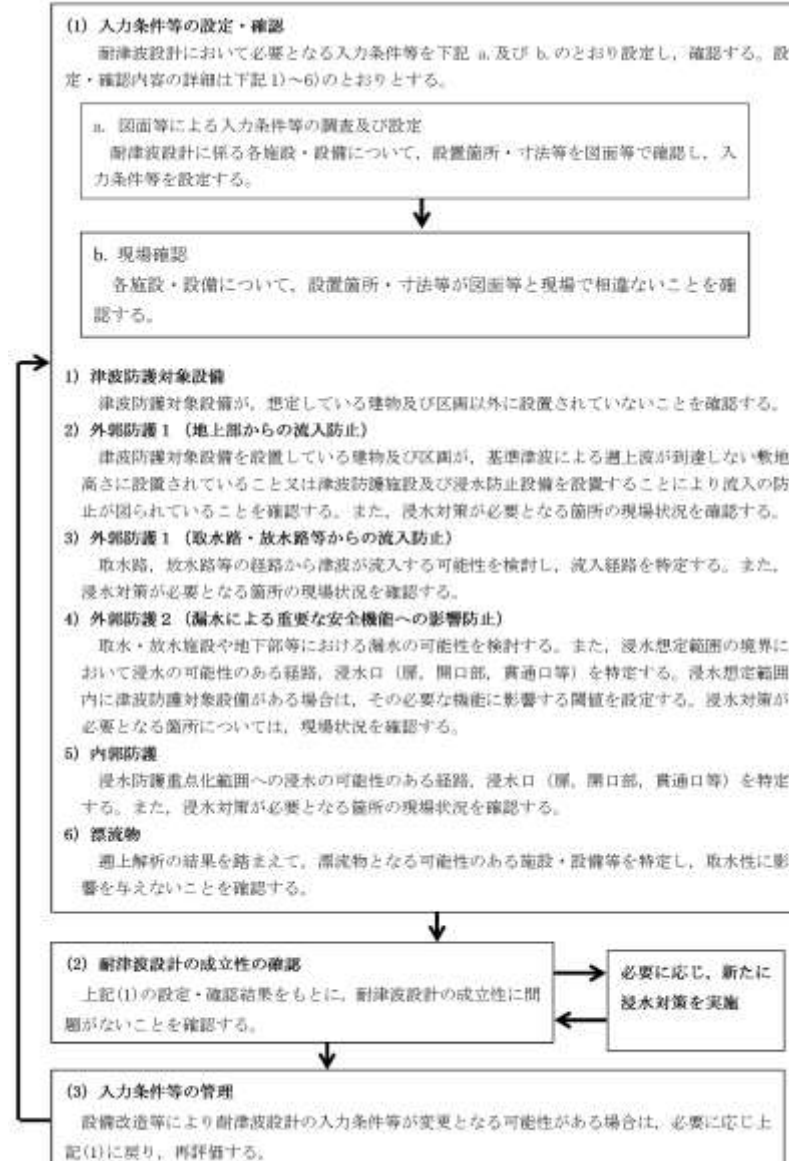 (1) 入力条件等の設定・確認
耐津波設計において必要となる入力条件等を下記 a.及び b.のとおり設定し，確認する。設
定・確認内容の詳細は下記 1)～6)のとおりとする。
a. 図面等による入力条件等の調査及び設定
耐津波設計に係る各施設・設備について，設置箇所・寸法等を図面等で確認し，入
力条件等を設定する。
b. 現場確認
各施設・設備について，設置箇所・寸法等が図面等と現場で相違ないことを確
認する。
1) 津波防護対象設備
津波防護対象設備が，想定している建物及び区画以外に設置されていないことを確認する。
2) 外郭防護１（地上部からの流入防止）
津波防護対象設備を設置している建物及び区画が，基準津波による遡上波が到達しない敷地
高さに設置されていること又は津波防護施設及び浸水防止設備を設置することにより流入の防
止が図られていることを確認する。また，浸水対策が必要となる箇所の現場状況を確認する。
3) 外郭防護１（取水路・放水路等からの流入防止）
取水路，放水路等の経路から津波が流入する可能性を検討し，流入経路を特定する。また，
浸水対策が必要となる箇所の現場状況を確認する。
4) 外郭防護２（漏水による重要な安全機能への影響防止）
取水・放水施設や地下部等における漏水の可能性を検討する。また，浸水想定範囲の境界に
おいて浸水の可能性のある経路，浸水口（扉，開口部，貫通口等）を特定する。浸水想定範囲
内に津波防護対象設備がある場合は，その必要な機能に影響する閾値を設定する。浸水対策が
必要となる箇所については，現場状況を確認する。
5) 内郭防護
浸水防護重点化範囲への浸水の可能性のある経路，浸水口（扉，開口部，貫通口等）を特定
する。また，浸水対策が必要となる箇所の現場状況を確認する。
6) 漂流物
遡上解析の結果を踏まえて，漂流物となる可能性のある施設・設備等を特定し，取水性に影
響を与えないことを確認する。
(2) 耐津波設計の成立性の確認
上記(1)の設定・確認結果をもとに，耐津波設計の成立性に問
題がないことを確認する。
必要に応じ，新たに
浸水対策を実施
(3) 入力条件等の管理
設備改造等により耐津波設計の入力条件等が変更となる可能性がある場合は，必要に応じ上
記(1)に戻り，再評価する。